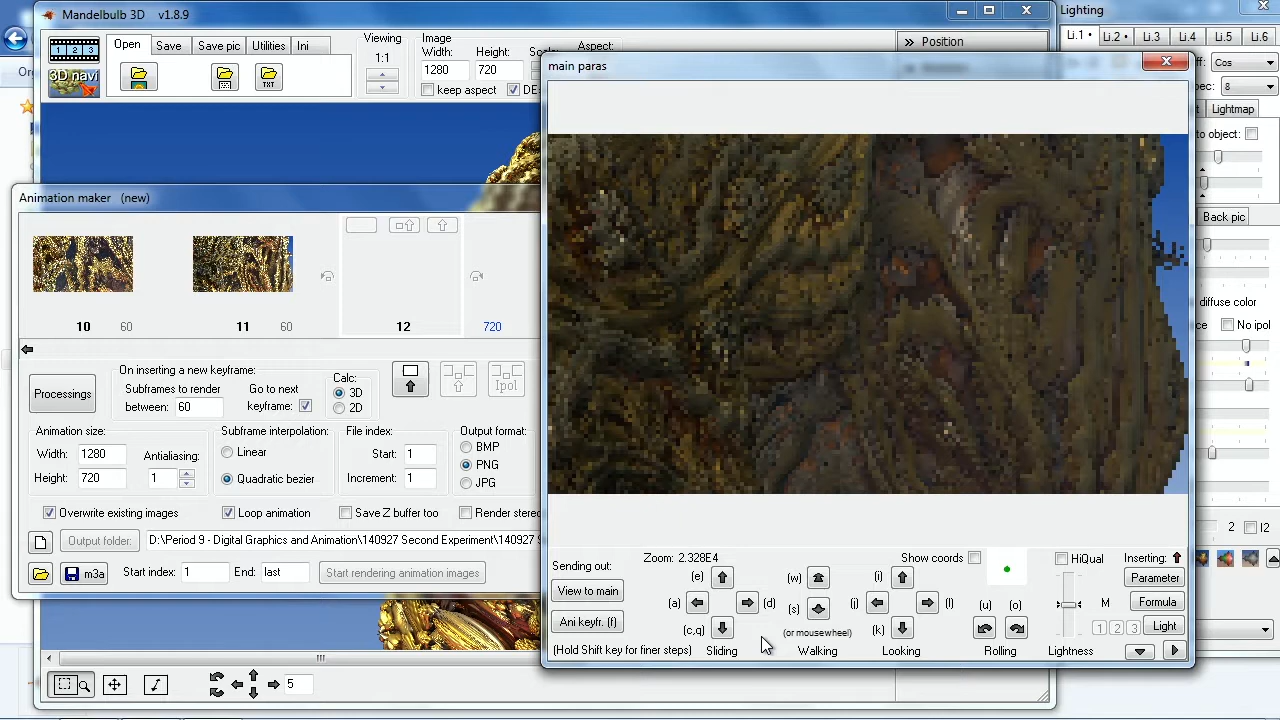 Mandelbulb 3D v1.8.9
Lighting
Open Save Save pic Utilities Ini
Viewing
1:1
Image
Width: Height:
1280 720
Aspect:
keep aspect
Position
1 2 3
3D navi
main paras
Li.1 Li.2 Li.3 Li.4 Li.5 Li.6
Cos
8
Lightmap
to object:
Back pic
diffuse color
No ipol
2 I2
Animation maker (new)
10 60
11 60
12 720
Processings
On inserting a new keyframe:
Subframes to render between: 60
Go to next keyframe:
Calc:
3D
2D
Ipol
Animation size:
Width: 1280
Height: 720
Antialiasing:
1
Subframe interpolation:
Linear
Quadratic bezier
File index:
Start: 1
Increment: 1
Output format:
BMP
PNG
JPG
Overwrite existing images
Loop animation
Save Z buffer too
Render stereo
Output folder:
D:\Period 9 - Digital Graphics and Animation\140927 Second Experiment\140927 S
m3a
Start index: 1
End: last
Start rendering animation images
5
Zoom: 2.328E4
Show coords
HiQual
Inserting:
Sending out:
View to main
Ani keyfr. (f)
(Hold Shift key for finer steps)
(e)
(a) (d)
(c,q)
Sliding
(w)
(s)
(or mousewheel)
Walking
(i)
(j) (l)
(k)
Looking
(u) (o)
Rolling
M
1 2 3
Lightness
Parameter
Formula
Light